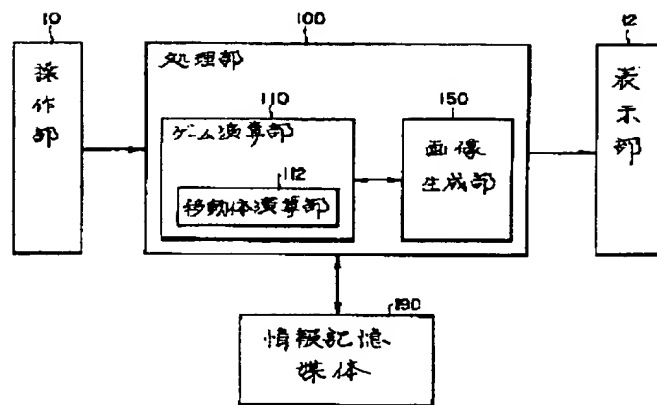 10
操作部
100
処理部
110
ゲーム演算部
112
移動体演算部
150
画像
生成部
12
表示部
190
情報記憶
媒体